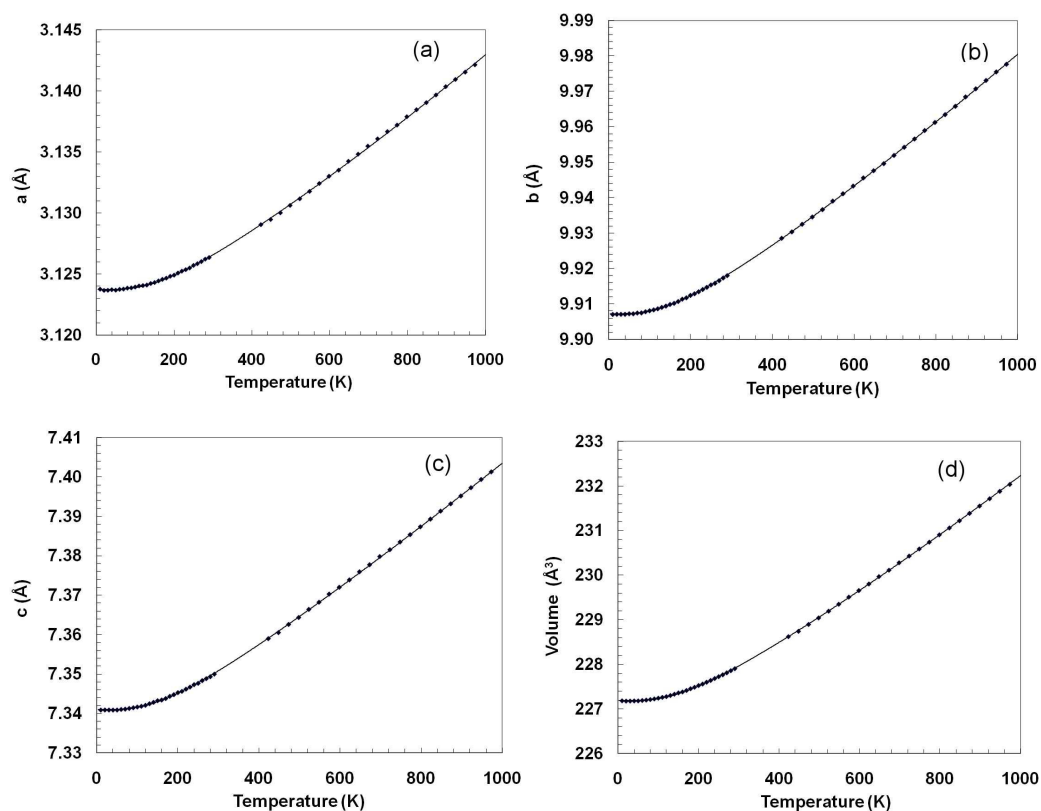 (a)
a (Å)
3.145
3.140
3.135
3.130
3.125
3.120
0 200 400 600 800 1000
Temperature (K)
(b)
b (Å)
9.99
9.98
9.97
9.96
9.95
9.94
9.93
9.92
9.91
9.90
0 200 400 600 800 1000
Temperature (K)
(c)
c (Å)
7.41
7.40
7.39
7.38
7.37
7.36
7.35
7.34
7.33
0 200 400 600 800 1000
Temperature (K)
(d)
Volume (Å³)
233
232
231
230
229
228
227
226
0 200 400 600 800 1000
Temperature (K)